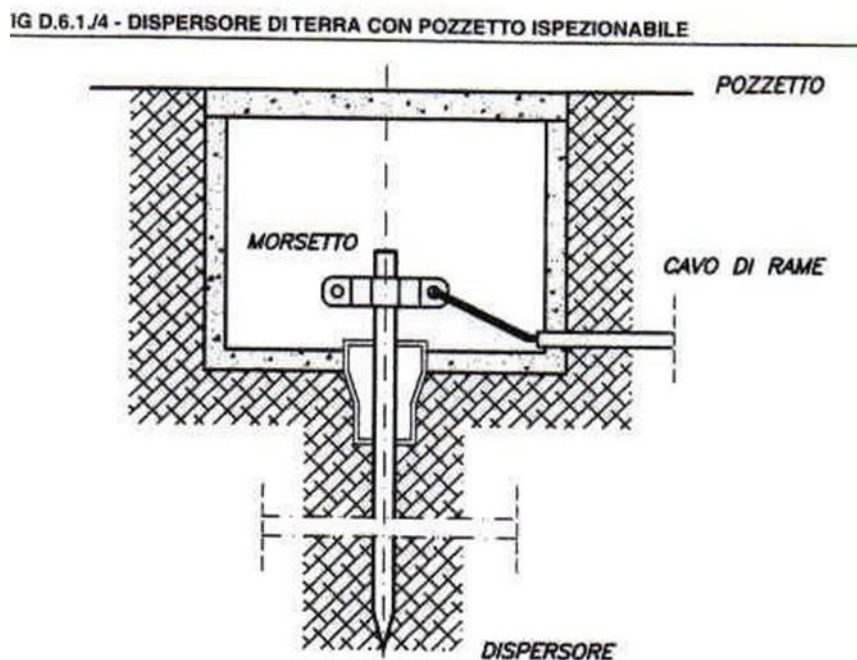 IG D.6.1./4 - DISPERSORE DI TERRA CON POZZETTO ISPEZIONABILE
POZZETTO
MORSETTO
CAVO DI RAME
DISPERSORE